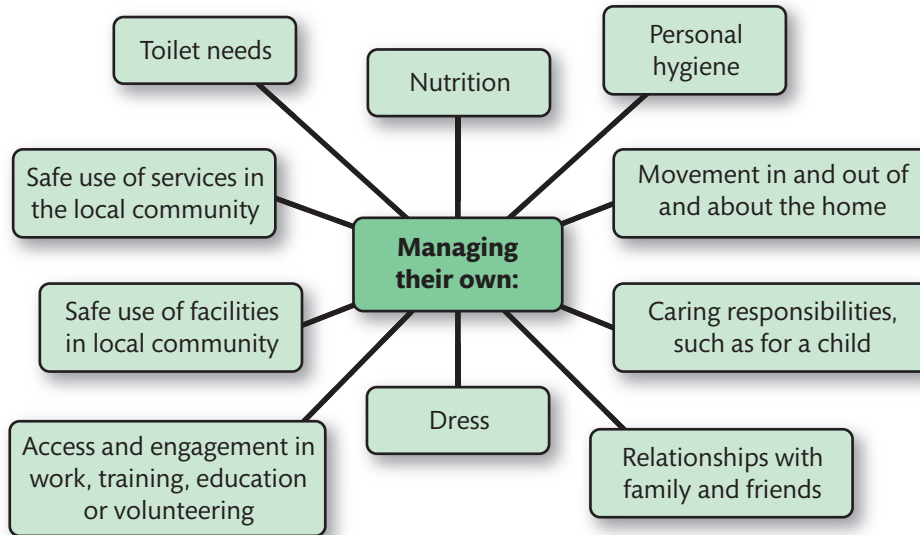 Toilet needs
Nutrition
Personal
hygiene
Safe use of services in
the local community
Movement in and out of
and about the home
Managing
their own:
Safe use of facilities
in local community
Caring responsibilities,
such as for a child
Access and engagement in
work, training, education
or volunteering
Dress
Relationships with
family and friends